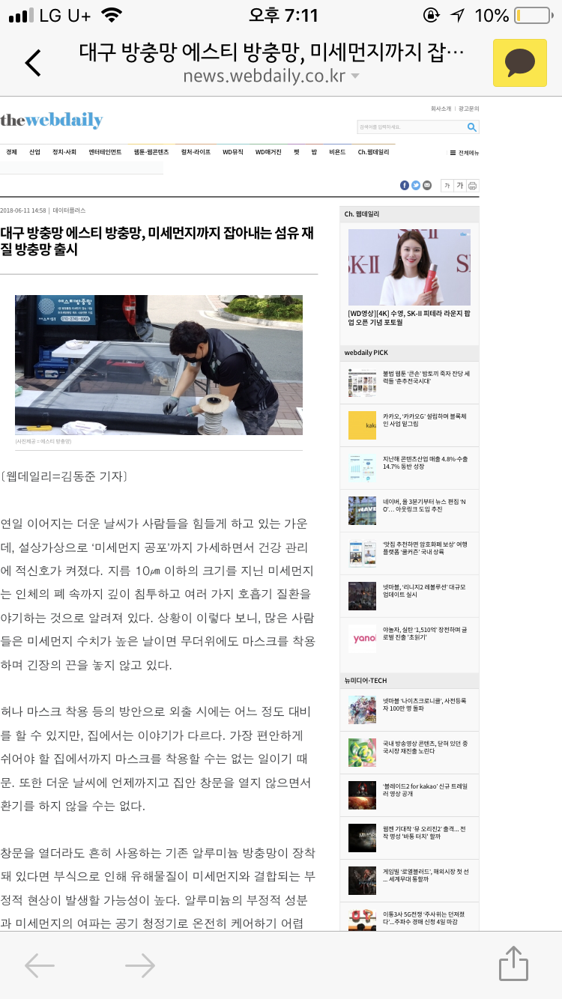 LG U+ 오후 7:11 10%
대구 방충망 에스티 방충망, 미세먼지까지 잡…
news.webdaily.co.kr
회사소개 | 광고문의
thewebdaily
검색어를 입력하세요.
경제 산업 정치·사회 엔터테인먼트 웹툰·웹콘텐츠 컬처·라이프 WD뮤직 WD매거진 펫 밥 비욘드 Ch.웹데일리 전체메뉴
가 가
2018-06-11 14:58 | 데이터플러스
대구 방충망 에스티 방충망, 미세먼지까지 잡아내는 섬유 재
질 방충망 출시
에스티방충망
010-2745-4900
(사진제공 = 에스티 방충망)
[웹데일리=김동준 기자]
연일 이어지는 더운 날씨가 사람들을 힘들게 하고 있는 가운
데, 설상가상으로 ‘미세먼지 공포’까지 가세하면서 건강 관리
에 적신호가 켜졌다. 지름 10㎛ 이하의 크기를 지닌 미세먼지
는 인체의 폐 속까지 깊이 침투하고 여러 가지 호흡기 질환을
야기하는 것으로 알려져 있다. 상황이 이렇다 보니, 많은 사람
들은 미세먼지 수치가 높은 날이면 무더위에도 마스크를 착용
하며 긴장의 끈을 놓지 않고 있다.
허나 마스크 착용 등의 방안으로 외출 시에는 어느 정도 대비
를 할 수 있지만, 집에서는 이야기가 다르다. 가장 편안하게
쉬어야 할 집에서까지 마스크를 착용할 수는 없는 일이기 때
문. 또한 더운 날씨에 언제까지고 집안 창문을 열지 않으면서
환기를 하지 않을 수는 없다.
창문을 열더라도 흔히 사용하는 기존 알루미늄 방충망이 장착
돼 있다면 부식으로 인해 유해물질이 미세먼지와 결합되는 부
정적 현상이 발생할 가능성이 높다. 알루미늄의 부정적 성분
과 미세먼지의 여파는 공기 청정기로 온전히 케어하기 어렵
Ch. 웹데일리
SK-II
[WD영상][4K] 수영, SK-II 피테라 라운지 팝
업 오픈 기념 포토월
webdaily PICK
불법 웹툰 ‘큰손’ 밤토끼 죽자 잔당 세
력들 ‘춘추전국시대’
kaka
카카오, ‘카카오G’ 설립하며 블록체
인 사업 밑그림
지난해 콘텐츠산업 매출 4.8%·수출
14.7% 동반 성장
NAVE
네이버, 올 3분기부터 뉴스 편집 ‘N
O’… 아웃링크 도입 추진
‘맛집 추천하면 암호화폐 보상’ 여행
플랫폼 ‘쿨커즌’ 국내 상륙
넷마블, ‘리니지2 레볼루션’ 대규모
업데이트 실시
yano
야놀자, 실탄 ‘1,510억’ 장전하며 글
로벌 진출 ‘초읽기’
뉴미디어·TECH
넷마블 ‘나이츠크로니클’, 사전등록
자 100만 명 돌파
국내 방송영상 콘텐츠, 닫혀 있던 중
국시장 재진출 노린다
‘블레이드2 for kakao’ 신규 트레일
러 영상 공개
웹젠 기대작 ‘뮤 오리진2’ 출격... 전
작 명성 '바통 터치' 할까
게임빌 ‘로열블러드’, 해외시장 첫 선
... 세계무대 통할까
이통3사 5G전쟁 ‘주사위는 던져졌
다’...주파수 경매 신청 4일 마감